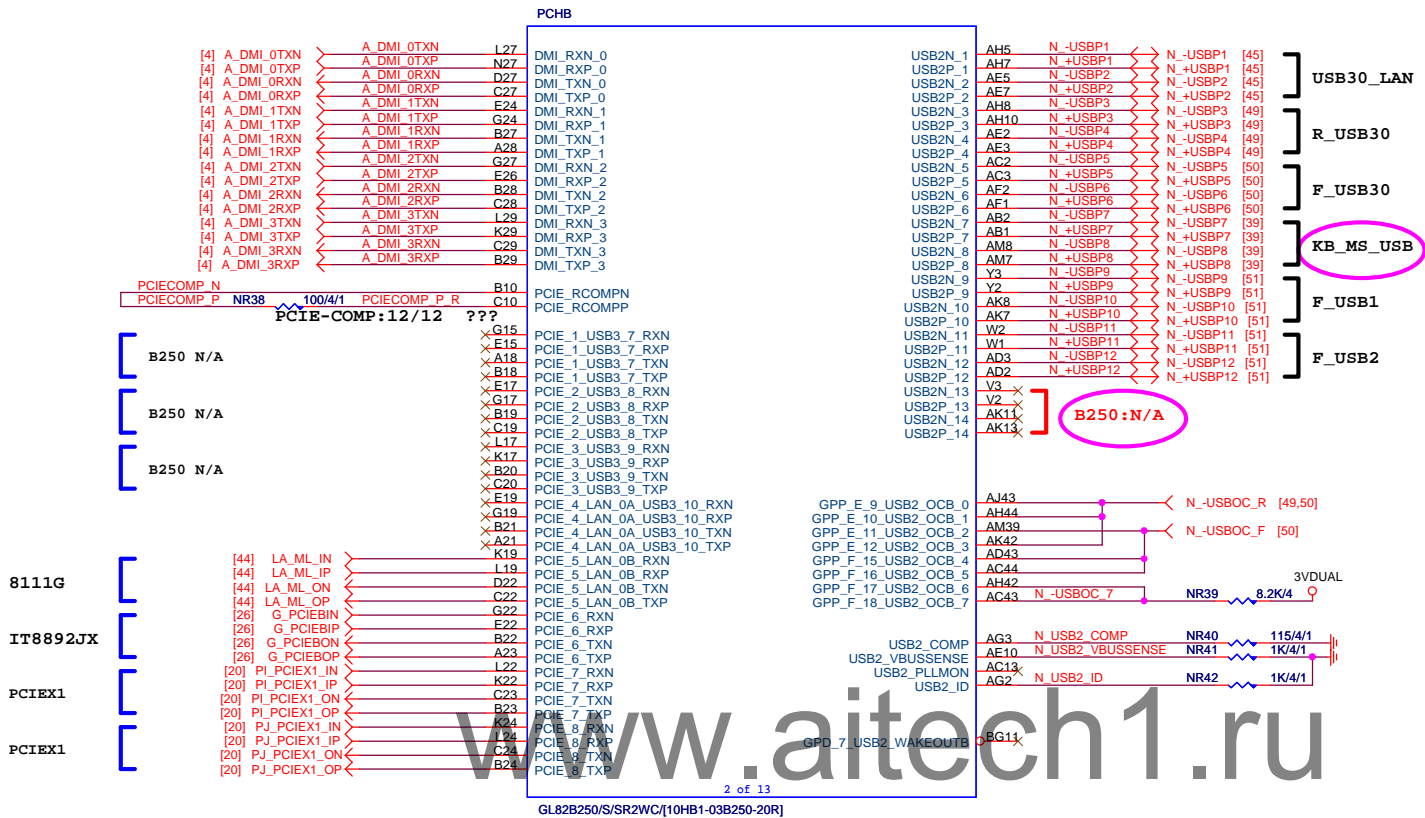 PCHB
[4] A_DMI_0TXN A_DMI_0TXN L27 DMI_RXN_0
[4] A_DMI_0TXP A_DMI_0TXP N27 DMI_RXP_0
[4] A_DMI_0RXN A_DMI_0RXN D27 DMI_TXN_0
[4] A_DMI_0RXP A_DMI_0RXP C27 DMI_TXP_0
[4] A_DMI_1TXN A_DMI_1TXN E24 DMI_RXN_1
[4] A_DMI_1TXP A_DMI_1TXP G24 DMI_RXP_1
[4] A_DMI_1RXN A_DMI_1RXN B27 DMI_TXN_1
[4] A_DMI_1RXP A_DMI_1RXP A28 DMI_TXP_1
[4] A_DMI_2TXN A_DMI_2TXN G27 DMI_RXN_2
[4] A_DMI_2TXP A_DMI_2TXP E26 DMI_RXP_2
[4] A_DMI_2RXN A_DMI_2RXN B28 DMI_TXN_2
[4] A_DMI_2RXP A_DMI_2RXP C28 DMI_TXP_2
[4] A_DMI_3TXN A_DMI_3TXN L29 DMI_RXN_3
[4] A_DMI_3TXP A_DMI_3TXP K29 DMI_RXP_3
[4] A_DMI_3RXN A_DMI_3RXN C29 DMI_TXN_3
[4] A_DMI_3RXP A_DMI_3RXP B29 DMI_TXP_3
PCIECOMP_N B10 PCIE_RCOMPN
PCIECOMP_P NR38 100/4/1 PCIECOMP_P_R C10 PCIE_RCOMPP
PCIE-COMP:12/12 ???
G15 PCIE_1_USB3_7_RXN
E15 PCIE_1_USB3_7_RXP
B250 N/A
A18 PCIE_1_USB3_7_TXN
B18 PCIE_1_USB3_7_TXP
E17 PCIE_2_USB3_8_RXN
G17 PCIE_2_USB3_8_RXP
B250 N/A
B19 PCIE_2_USB3_8_TXN
C19 PCIE_2_USB3_8_TXP
L17 PCIE_3_USB3_9_RXN
K17 PCIE_3_USB3_9_RXP
B250 N/A
B20 PCIE_3_USB3_9_TXN
C20 PCIE_3_USB3_9_TXP
E19 PCIE_4_LAN_0A_USB3_10_RXN
G19 PCIE_4_LAN_0A_USB3_10_RXP
B21 PCIE_4_LAN_0A_USB3_10_TXN
A21 PCIE_4_LAN_0A_USB3_10_TXP
[44] LA_ML_IN K19 PCIE_5_LAN_0B_RXN
[44] LA_ML_IP L19 PCIE_5_LAN_0B_RXP
8111G
[44] LA_ML_ON D22 PCIE_5_LAN_0B_TXN
[44] LA_ML_OP C22 PCIE_5_LAN_0B_TXP
[26] G_PCIEBIN G22 PCIE_6_RXN
[26] G_PCIEBIP E22 PCIE_6_RXP
IT8892JX
[26] G_PCIEBON B22 PCIE_6_TXN
[26] G_PCIEBOP A23 PCIE_6_TXP
[20] PI_PCIEX1_IN L22 PCIE_7_RXN
[20] PI_PCIEX1_IP K22 PCIE_7_RXP
PCIEX1
[20] PI_PCIEX1_ON C23 PCIE_7_TXN
[20] PI_PCIEX1_OP B23 PCIE_7_TXP
[20] PJ_PCIEX1_IN K24 PCIE_8_RXN
[20] PJ_PCIEX1_IP L24 PCIE_8_RXP
PCIEX1
[20] PJ_PCIEX1_ON C24 PCIE_8_TXN
[20] PJ_PCIEX1_OP B24 PCIE_8_TXP
USB2N_1 AH5 N_-USBP1 N_-USBP1 [45]
USB2P_1 AH7 N_+USBP1 N_+USBP1 [45]
USB30_LAN
USB2N_2 AE5 N_-USBP2 N_-USBP2 [45]
USB2P_2 AE7 N_+USBP2 N_+USBP2 [45]
USB2N_3 AH8 N_-USBP3 N_-USBP3 [49]
USB2P_3 AH10 N_+USBP3 N_+USBP3 [49]
R_USB30
USB2N_4 AE2 N_-USBP4 N_-USBP4 [49]
USB2P_4 AE3 N_+USBP4 N_+USBP4 [49]
USB2N_5 AC2 N_-USBP5 N_-USBP5 [50]
USB2P_5 AC3 N_+USBP5 N_+USBP5 [50]
F_USB30
USB2N_6 AF2 N_-USBP6 N_-USBP6 [50]
USB2P_6 AF1 N_+USBP6 N_+USBP6 [50]
USB2N_7 AB2 N_-USBP7 N_-USBP7 [39]
USB2P_7 AB1 N_+USBP7 N_+USBP7 [39]
KB_MS_USB
USB2N_8 AM8 N_-USBP8 N_-USBP8 [39]
USB2P_8 AM7 N_+USBP8 N_+USBP8 [39]
USB2N_9 Y3 N_-USBP9 N_-USBP9 [51]
USB2P_9 Y2 N_+USBP9 N_+USBP9 [51]
F_USB1
USB2N_10 AK8 N_-USBP10 N_-USBP10 [51]
USB2P_10 AK7 N_+USBP10 N_+USBP10 [51]
USB2N_11 W2 N_-USBP11 N_-USBP11 [51]
USB2P_11 W1 N_+USBP11 N_+USBP11 [51]
F_USB2
USB2N_12 AD3 N_-USBP12 N_-USBP12 [51]
USB2P_12 AD2 N_+USBP12 N_+USBP12 [51]
USB2N_13 V3
USB2P_13 V2
B250:N/A
USB2N_14 AK11
USB2P_14 AK13
GPP_E_9_USB2_OCB_0 AJ43 N_-USBOC_R [49,50]
GPP_E_10_USB2_OCB_1 AH44
GPP_E_11_USB2_OCB_2 AM39 N_-USBOC_F [50]
GPP_E_12_USB2_OCB_3 AK42
GPP_F_15_USB2_OCB_4 AD43
GPP_F_16_USB2_OCB_5 AC44
GPP_F_17_USB2_OCB_6 AH42
3VDUAL
GPP_F_18_USB2_OCB_7 AC43 N_-USBOC_7 NR39 8.2K/4
USB2_COMP AG3 N_USB2_COMP NR40 115/4/1
USB2_VBUSSENSE AE10 N_USB2_VBUSSENSE NR41 1K/4/1
USB2_PLLMON AC13
USB2_ID AG2 N_USB2_ID NR42 1K/4/1
GPD_7_USB2_WAKEOUTB BG11
www.aitech1.ru
2 of 13
GL82B250/S/SR2WC/[10HB1-03B250-20R]